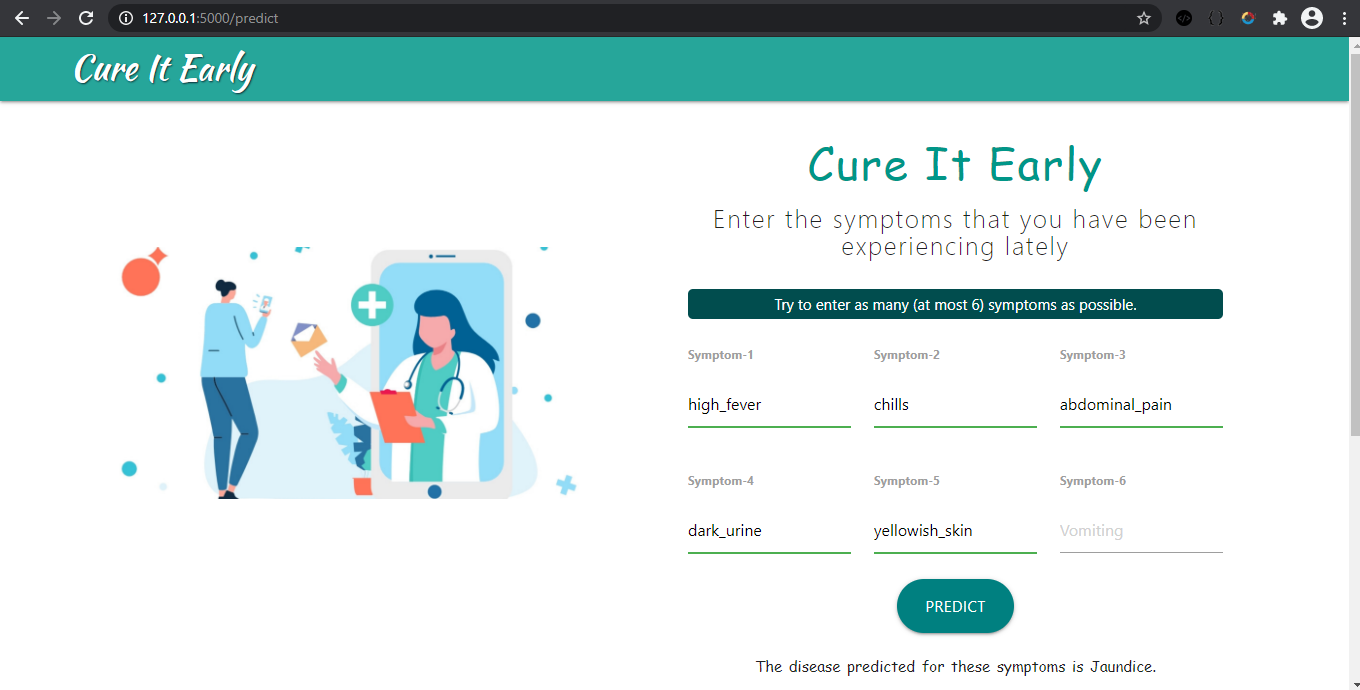 127.0.0.1:5000/predict
Cure It Early
Cure It Early
Enter the symptoms that you have been
experiencing lately
Try to enter as many (at most 6) symptoms as possible.
Symptom-1 Symptom-2 Symptom-3
high_fever chills abdominal_pain
Symptom-4 Symptom-5 Symptom-6
dark_urine yellowish_skin Vomiting
PREDICT
The disease predicted for these symptoms is Jaundice.